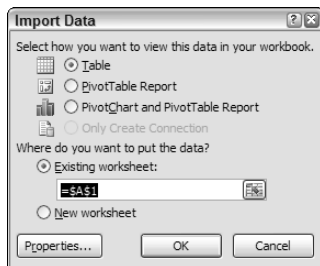 Import Data
Select how you want to view this data in your workbook.
Table
PivotTable Report
PivotChart and PivotTable Report
Only Create Connection
Where do you want to put the data?
Existing worksheet:
=$A$1
New worksheet
Properties... OK Cancel